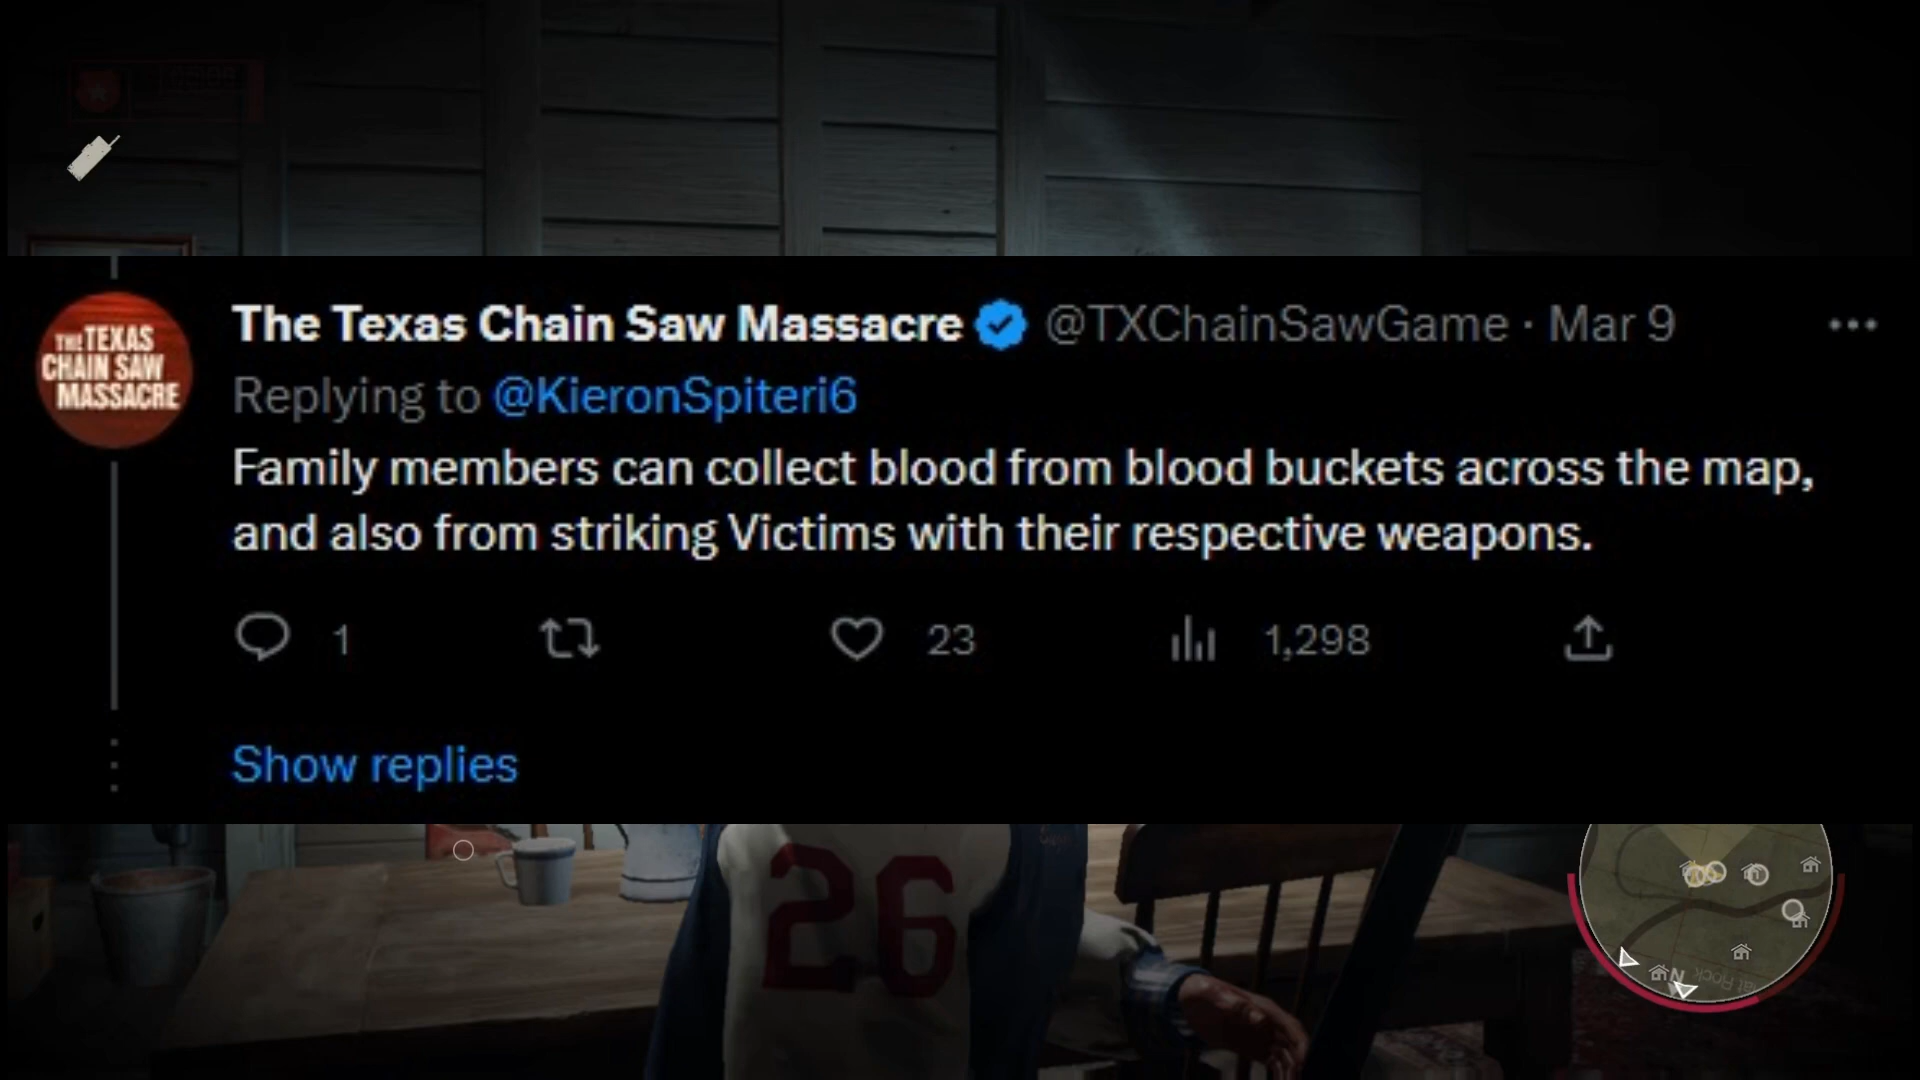 The Texas Chain Saw Massacre @TXChainSawGame · Mar 9
THE TEXAS
CHAIN SAW
MASSACRE
Replying to @KieronSpiteri6
Family members can collect blood from blood buckets across the map,
and also from striking Victims with their respective weapons.
1 23 1,298
Show replies
26
N